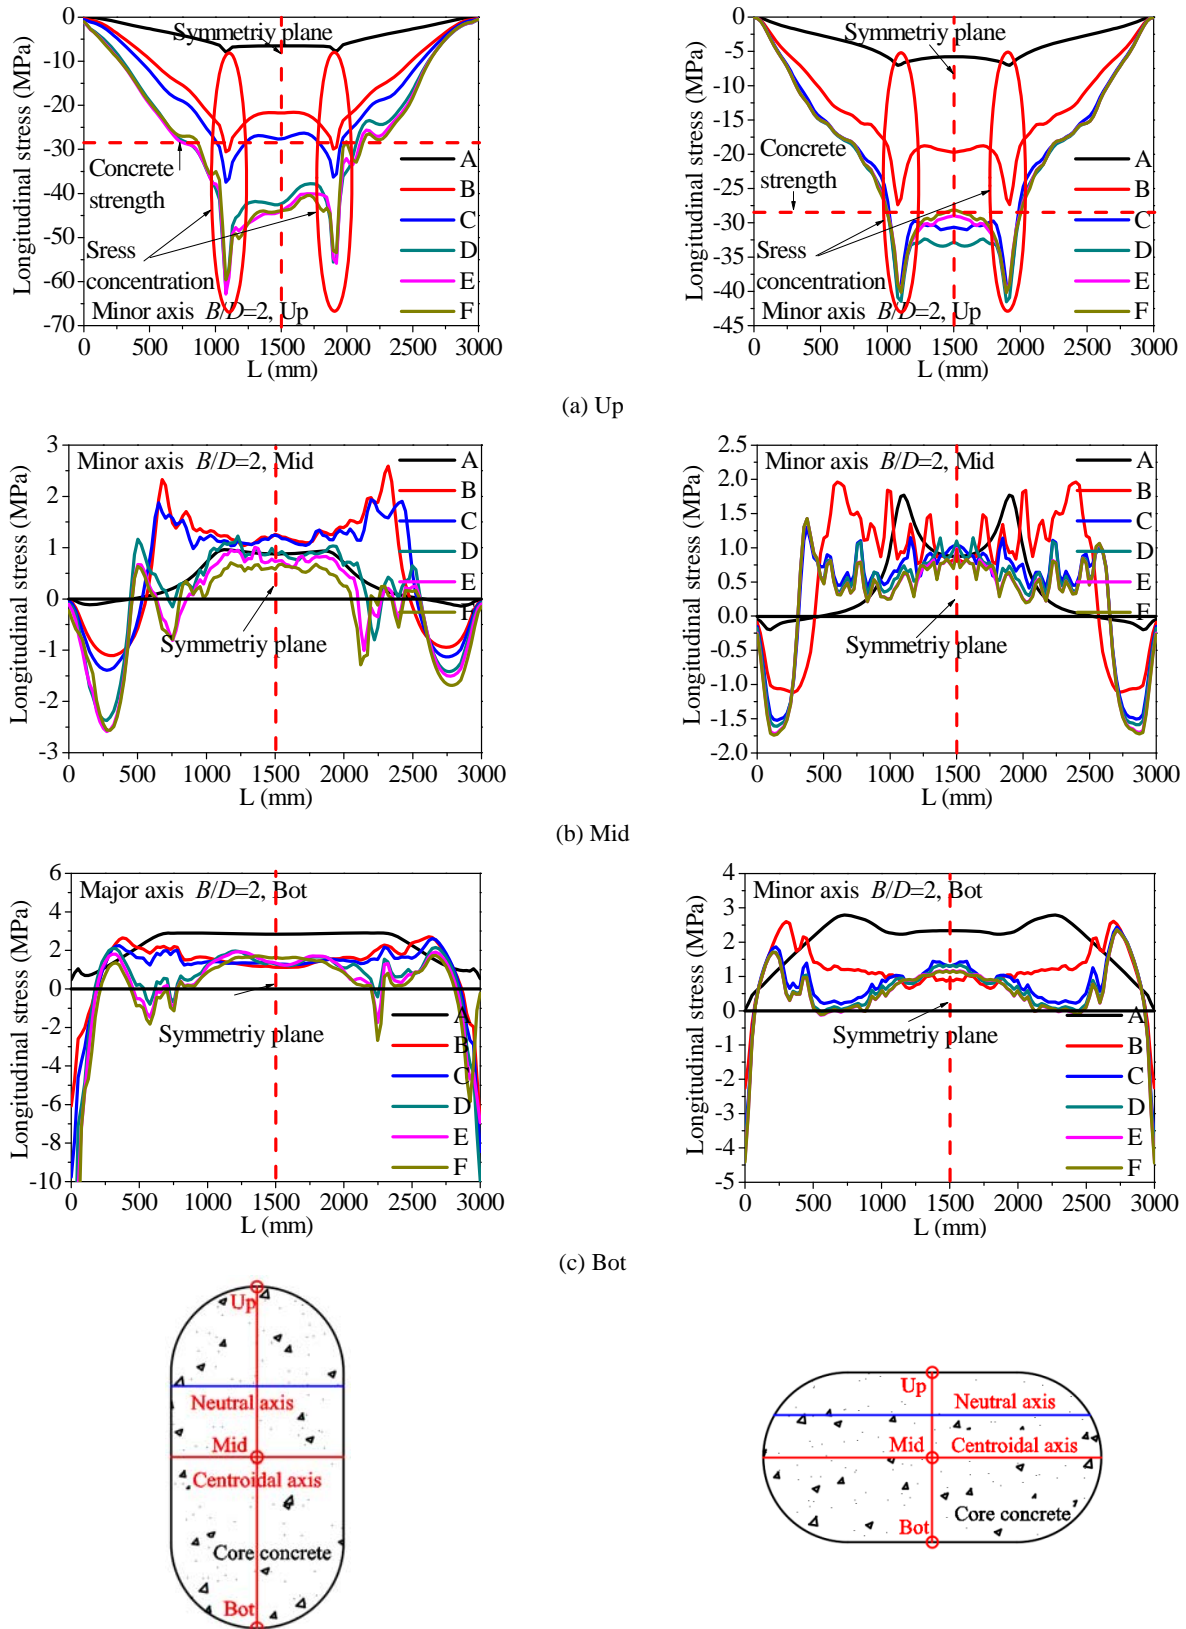 Longitudinal stress (MPa)
0
-10
-20
-30
-40
-50
-60
-70
Symmetriy plane
Concrete
strength
Sress
concentration
Minor axis B/D=2, Up
A
B
C
D
E
F
0 500 1000 1500 2000 2500 3000
L (mm)
Longitudinal stress (MPa)
0
-5
-10
-15
-20
-25
-30
-35
-40
-45
Symmetriy plane
Concrete
strength
Sress
concentration
Minor axis B/D=2, Up
A
B
C
D
E
F
0 500 1000 1500 2000 2500 3000
L (mm)
(a) Up
Longitudinal stress (MPa)
3
2
1
0
-1
-2
-3
Minor axis B/D=2, Mid
Symmetriy plane
A
B
C
D
E
F
0 500 1000 1500 2000 2500 3000
L (mm)
Longitudinal stress (MPa)
2.5
2.0
1.5
1.0
0.5
0.0
-0.5
-1.0
-1.5
-2.0
Minor axis B/D=2, Mid
Symmetriy plane
A
B
C
D
E
F
0 500 1000 1500 2000 2500 3000
L (mm)
(b) Mid
Longitudinal stress (MPa)
6
4
2
0
-2
-4
-6
-8
-10
Major axis B/D=2, Bot
Symmetriy plane
A
B
C
D
E
F
0 500 1000 1500 2000 2500 3000
L (mm)
Longitudinal stress (MPa)
4
3
2
1
0
-1
-2
-3
-4
-5
Minor axis B/D=2, Bot
Symmetriy plane
A
B
C
D
E
F
0 500 1000 1500 2000 2500 3000
L (mm)
(c) Bot
Up
Neutral axis
Mid
Centroidal axis
Core concrete
Bot
Up
Neutral axis
Mid
Centroidal axis
Core concrete
Bot